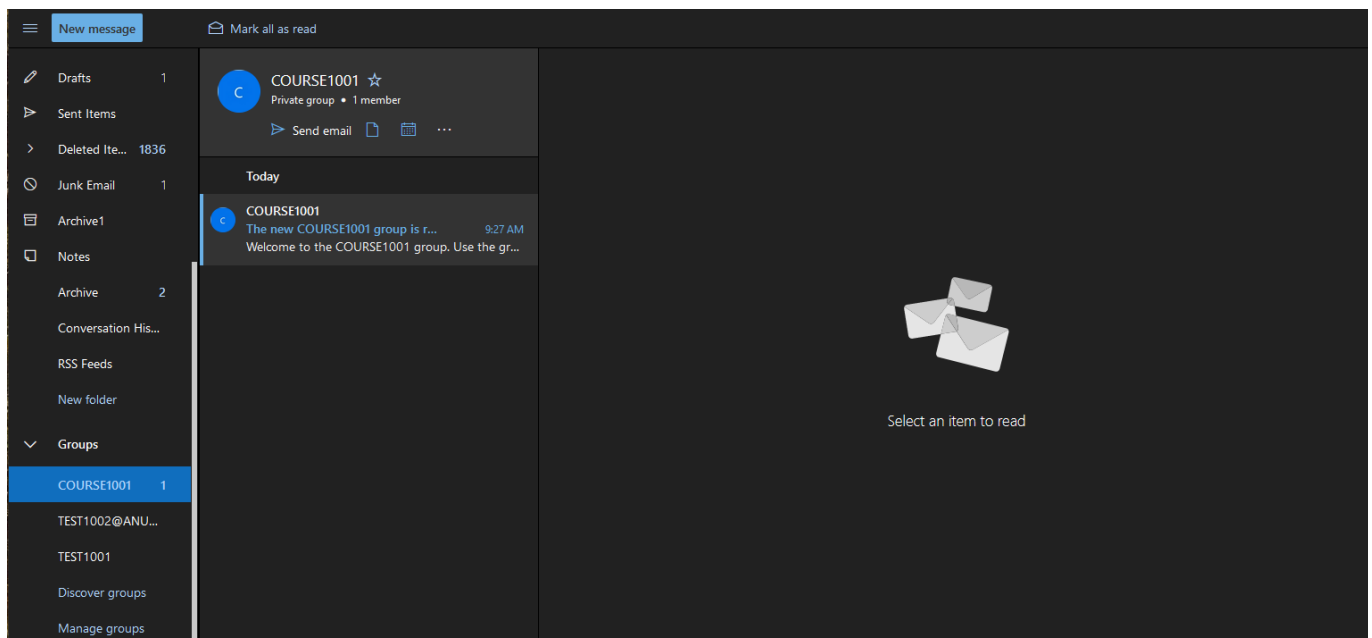 New message
Mark all as read
Drafts 1
Sent Items
Deleted Ite... 1836
Junk Email 1
Archive1
Notes
Archive 2
Conversation His...
RSS Feeds
New folder
Groups
COURSE1001 1
TEST1002@ANU...
TEST1001
Discover groups
Manage groups
C
COURSE1001
Private group • 1 member
Send email ...
Today
C
COURSE1001
The new COURSE1001 group is r... 9:27 AM
Welcome to the COURSE1001 group. Use the gr...
Select an item to read